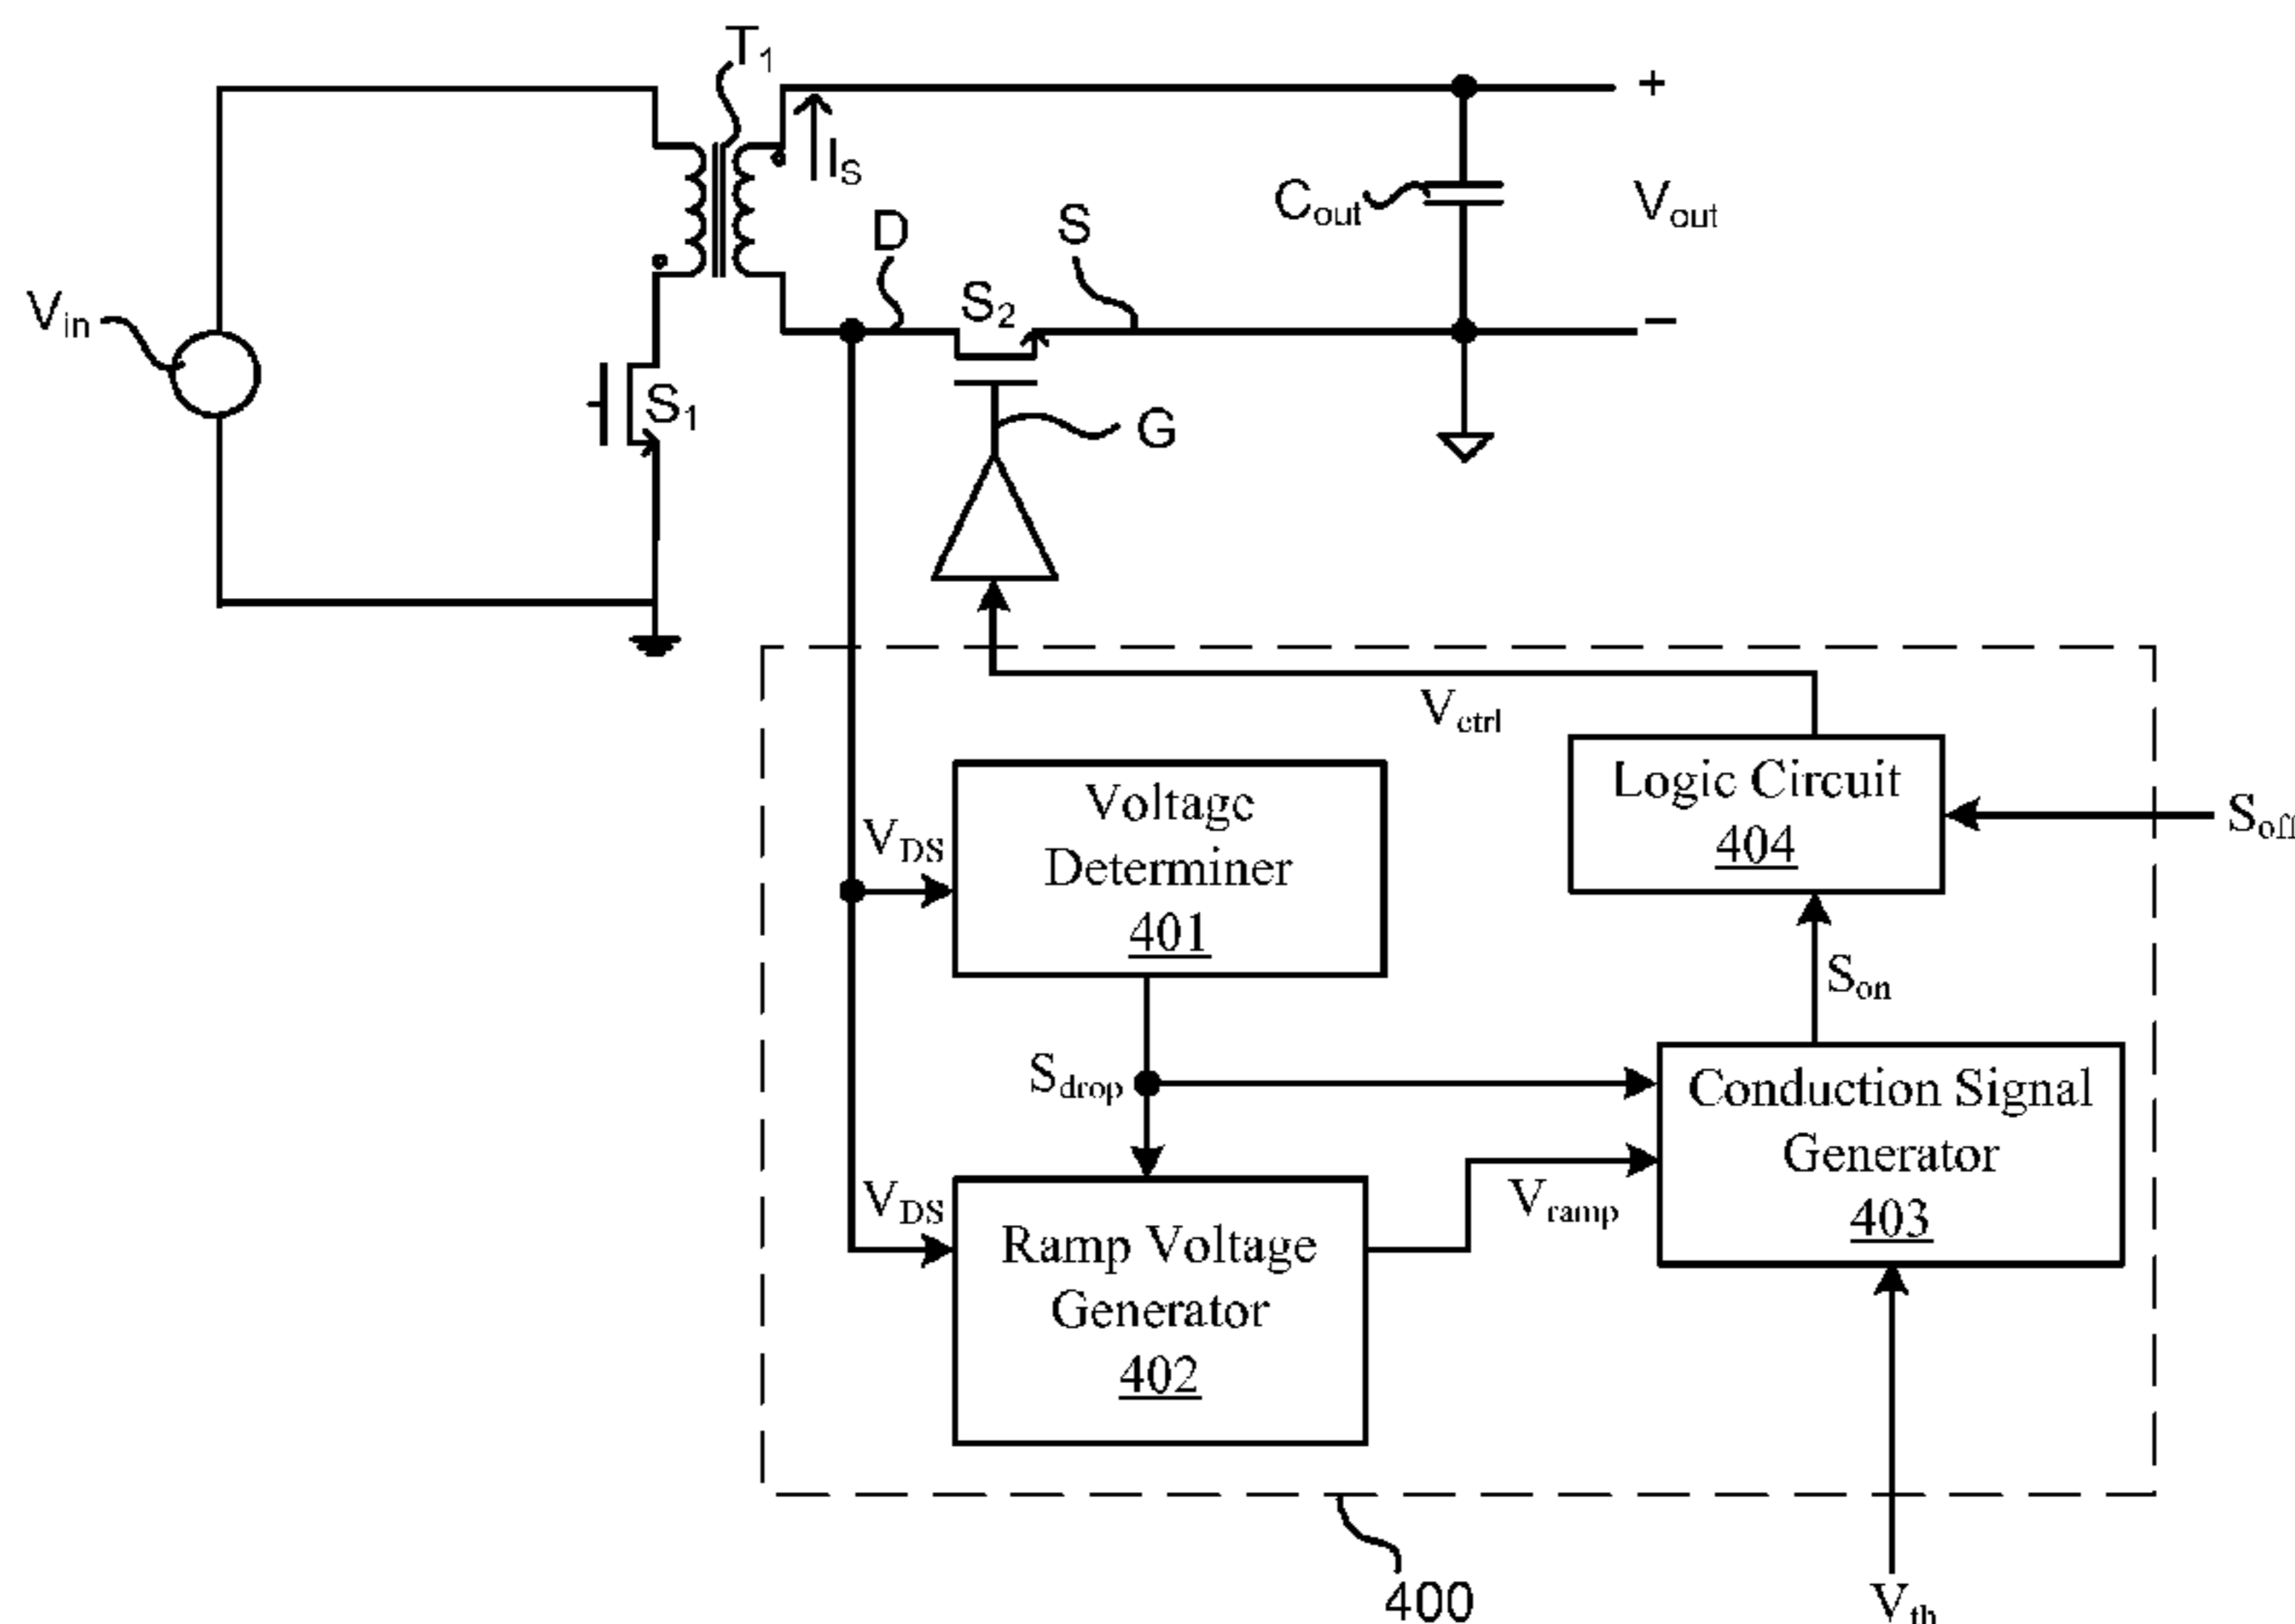 T1
+
IS
Cout
Vout
D
S
S2
Vin
−
S1
G
Vctrl
Logic Circuit
404
Soff
Voltage
Determiner
401
VDS
Son
Sdrop
Conduction Signal
Generator
403
VDS
Vramp
Ramp Voltage
Generator
402
400
Vth